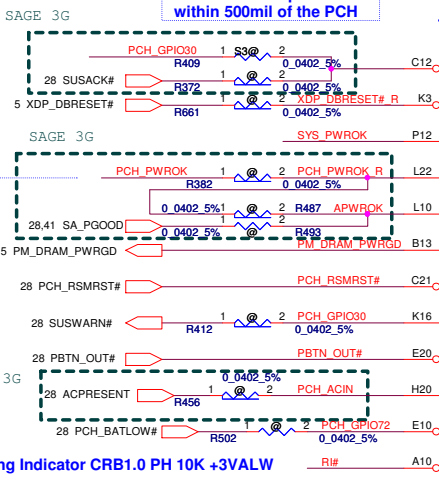 within 500mil of the PCH
SAGE 3G
PCH_GPIO30 1 S3@ 2
R409 0_0402_5% C12
28 SUSACK# 1 @ 2
R372 0_0402_5%
5 XDP_DBRESET# 1 @ 2 XDP_DBRESET#_R K3
R661 0_0402_5%
SYS_PWROK P12
SAGE 3G
PCH_PWROK 1 @ 2 PCH_PWROK_R L22
R382 0_0402_5%
0_0402_5% 1 @ 2 R487 APWROK L10
28,41 SA_PGOOD 1 2
0_0402_5% @ R493
5 PM_DRAM_PWRGD PM_DRAM_PWRGD B13
28 PCH_RSMRST# PCH_RSMRST# C21
28 SUSWARN# 1 @ 2 PCH_GPIO30 K16
R412 0_0402_5%
28 PBTN_OUT# PBTN_OUT# E20
3G
0_0402_5%
28 ACPRESENT 1 @ 2 PCH_ACIN H20
R456
28 PCH_BATLOW# 1 @ 2 PCH_GPIO72 E10
R502 0_0402_5%
ng Indicator CRB1.0 PH 10K +3VALW
RI# A10